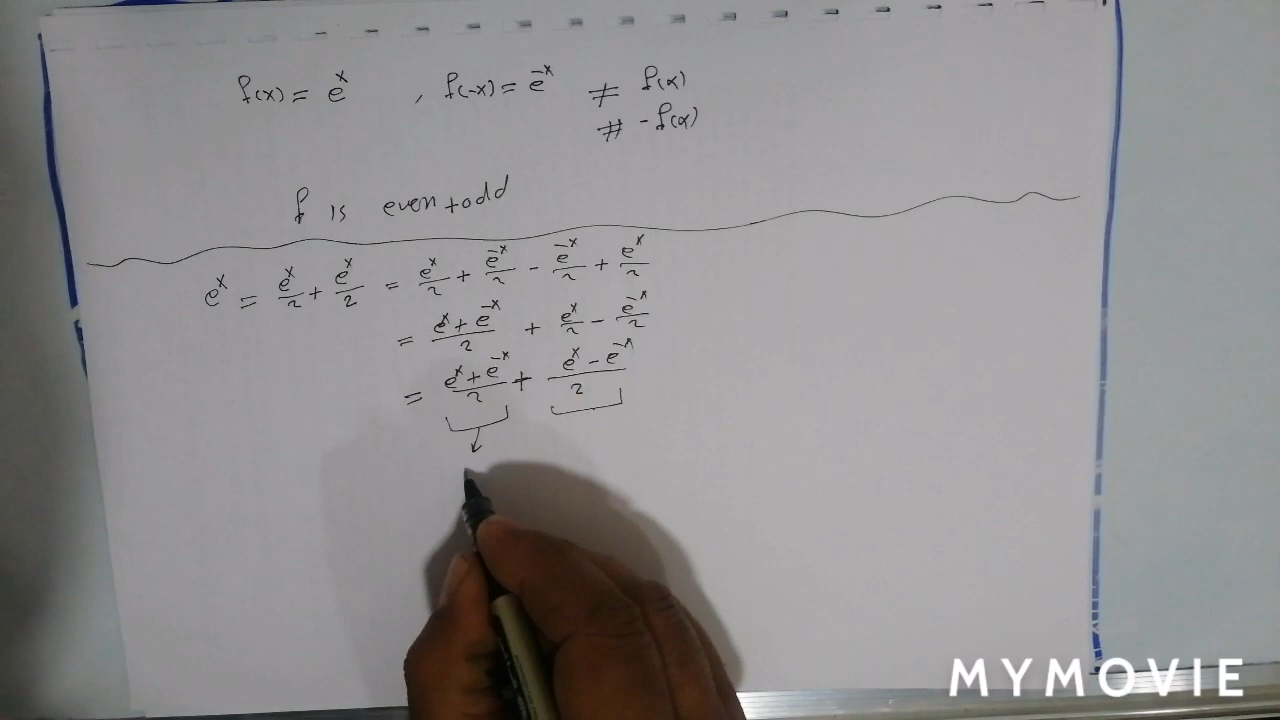 f(x) = e^x , f(-x) = e^-x ≠ f(x)
≠ -f(x)
f is even+odd
e^x = e^x/2 + e^x/2 = e^x/2 + e^-x/2 - e^-x/2 + e^x/2
= e^x + e^-x/2 + e^x/2 - e^-x/2
= e^x + e^-x/2 + e^x - e^-x/2
MYMOVIE